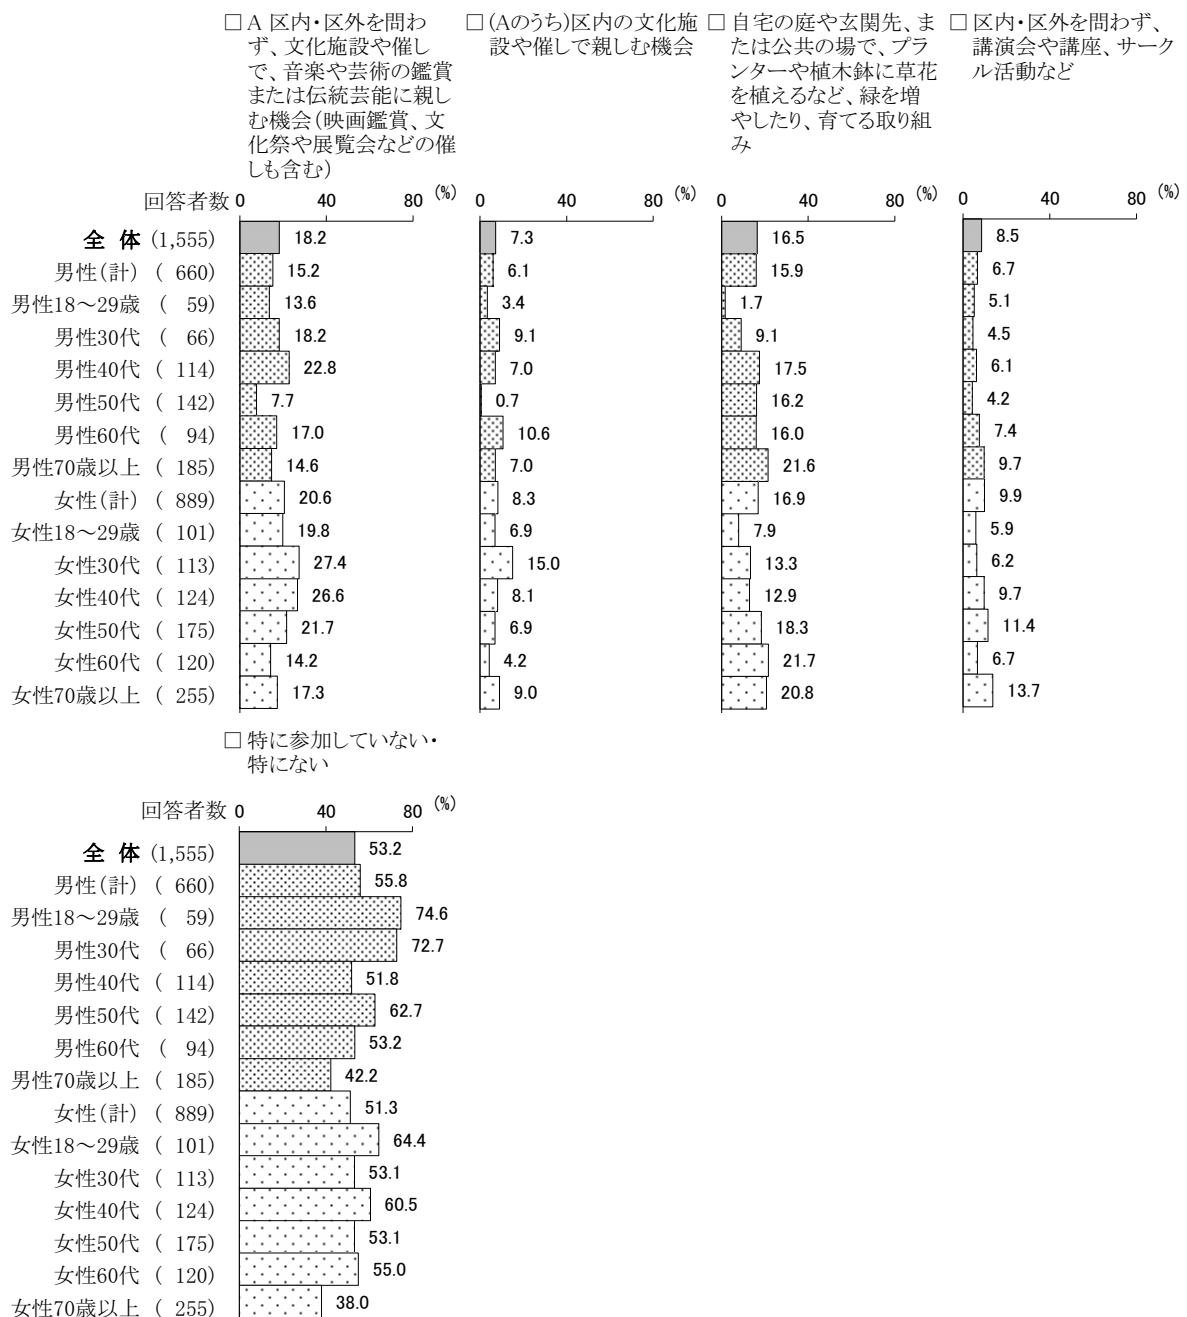 □ A 区内・区外を問わ
ず、文化施設や催し
で、音楽や芸術の鑑賞
または伝統芸能に親し
む機会(映画鑑賞、文
化祭や展覧会などの催
しも含む)
□ (Aのうち)区内の文化施
設や催しで親しむ機会
□ 自宅の庭や玄関先、ま
たは公共の場で、プラ
ンターや植木鉢に草花
を植えるなど、緑を増
やしたり、育てる取り組
み
□ 区内・区外を問わず、
講演会や講座、サーク
ル活動など
回答者数 0 40 80 (%) 0 40 80 (%) 0 40 80 (%) 0 40 80 (%)
全 体 (1,555) 18.2 7.3 16.5 8.5
男性(計) ( 660) 15.2 6.1 15.9 6.7
男性18～29歳 ( 59) 13.6 3.4 1.7 5.1
男性30代 ( 66) 18.2 9.1 9.1 4.5
男性40代 ( 114) 22.8 7.0 17.5 6.1
男性50代 ( 142) 7.7 0.7 16.2 4.2
男性60代 ( 94) 17.0 10.6 16.0 7.4
男性70歳以上 ( 185) 14.6 7.0 21.6 9.7
女性(計) ( 889) 20.6 8.3 16.9 9.9
女性18～29歳 ( 101) 19.8 6.9 7.9 5.9
女性30代 ( 113) 27.4 15.0 13.3 6.2
女性40代 ( 124) 26.6 8.1 12.9 9.7
女性50代 ( 175) 21.7 6.9 18.3 11.4
女性60代 ( 120) 14.2 4.2 21.7 6.7
女性70歳以上 ( 255) 17.3 9.0 20.8 13.7
□ 特に参加していない・
特にない
回答者数 0 40 80 (%)
全 体 (1,555) 53.2
男性(計) ( 660) 55.8
男性18～29歳 ( 59) 74.6
男性30代 ( 66) 72.7
男性40代 ( 114) 51.8
男性50代 ( 142) 62.7
男性60代 ( 94) 53.2
男性70歳以上 ( 185) 42.2
女性(計) ( 889) 51.3
女性18～29歳 ( 101) 64.4
女性30代 ( 113) 53.1
女性40代 ( 124) 60.5
女性50代 ( 175) 53.1
女性60代 ( 120) 55.0
女性70歳以上 ( 255) 38.0